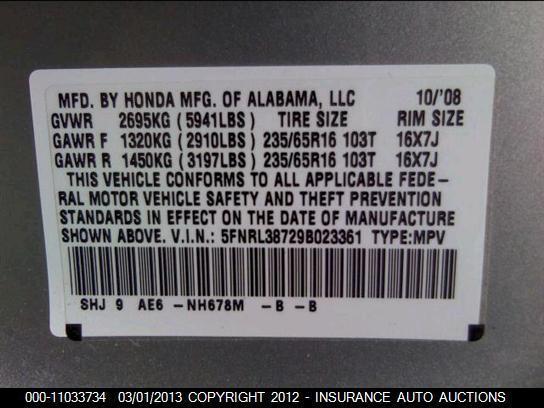 MFD. BY HONDA MFG. OF ALABAMA, LLC 10/'08
GVWR 2695KG (5941LBS) TIRE SIZE RIM SIZE
GAWR F 1320KG (2910LBS) 235/65R16 103T 16X7J
GAWR R 1450KG (3197LBS) 235/65R16 103T 16X7J
THIS VEHICLE CONFORMS TO ALL APPLICABLE FEDE-
RAL MOTOR VEHICLE SAFETY AND THEFT PREVENTION
STANDARDS IN EFFECT ON THE DATE OF MANUFACTURE
SHOWN ABOVE. V.I.N.: 5FNRL38729B023361 TYPE:MPV
SHJ 9 AE6 -NH678M -B -B
000-11033734 03/01/2013 COPYRIGHT 2012 - INSURANCE AUTO AUCTIONS